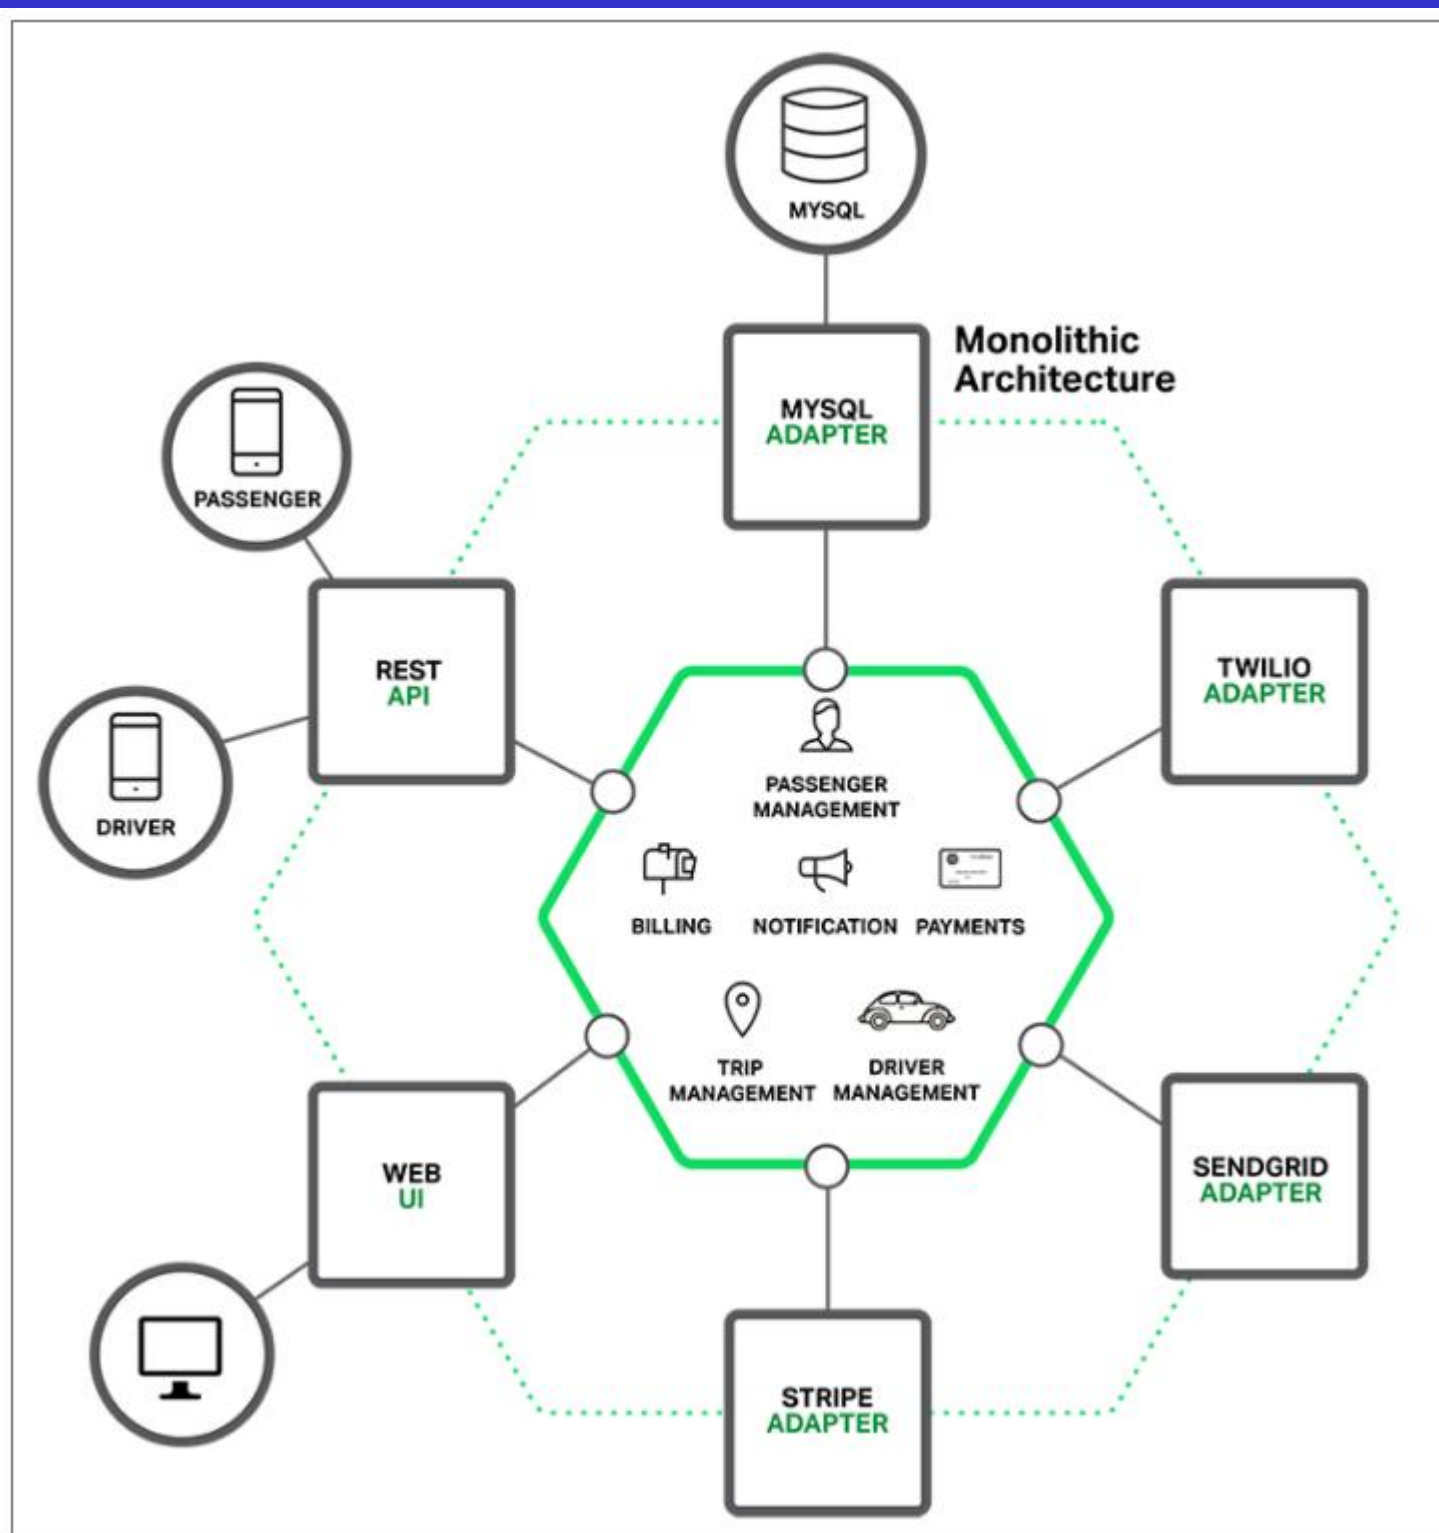 MYSQL
Monolithic
Architecture
MYSQL
ADAPTER
PASSENGER
REST
API
TWILIO
ADAPTER
DRIVER
PASSENGER
MANAGEMENT
BILLING
NOTIFICATION
PAYMENTS
TRIP
MANAGEMENT
DRIVER
MANAGEMENT
WEB
UI
SENDGRID
ADAPTER
STRIPE
ADAPTER